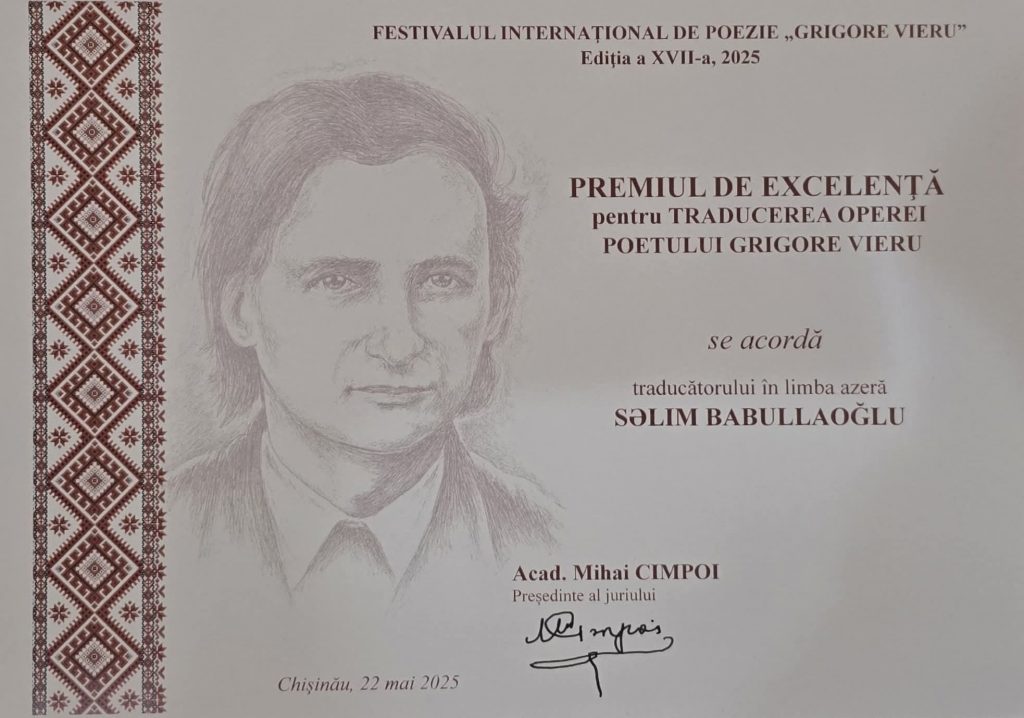 FESTIVALUL INTERNAȚIONAL DE POEZIE „GRIGORE VIERU”
Ediția a XVII-a, 2025
PREMIUL DE EXCELENȚĂ
pentru TRADUCEREA OPEREI
POETULUI GRIGORE VIERU
se acordă
traducătorului în limba azeră
SƏLIM BABULLAOĞLU
Acad. Mihai CIMPOI
Președinte al juriului
MCimpoi
Chișinău, 22 mai 2025